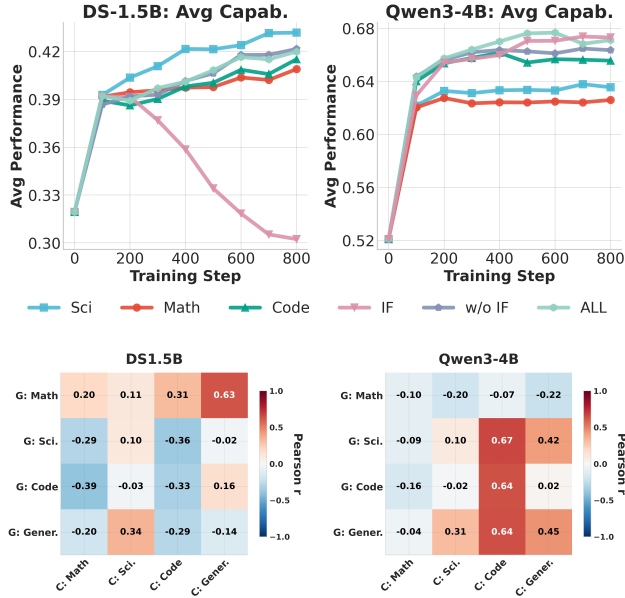 DS-1.5B: Avg Capab.
Avg Performance
0.42
0.39
0.36
0.33
0.30
0 200 400 600 800
Training Step
Qwen3-4B: Avg Capab.
Avg Performance
0.68
0.64
0.60
0.56
0.52
0 200 400 600 800
Training Step
Sci Math Code IF w/o IF ALL
DS1.5B
G: Math 0.20 0.11 0.31 0.63
G: Sci. -0.29 0.10 -0.36 -0.02
G: Code -0.39 -0.03 -0.33 0.16
G: Gener. -0.20 0.34 -0.29 -0.14
C: Math C: Sci. C: Code C: Gener.
1.0
0.5
0.0
−0.5
−1.0
Pearson r
Qwen3-4B
G: Math -0.10 -0.20 -0.07 -0.22
G: Sci. -0.09 0.10 0.67 0.42
G: Code -0.16 -0.02 0.64 0.02
G: Gener. -0.04 0.31 0.64 0.45
C: Math C: Sci. C: Code C: Gener.
1.0
0.5
0.0
−0.5
−1.0
Pearson r